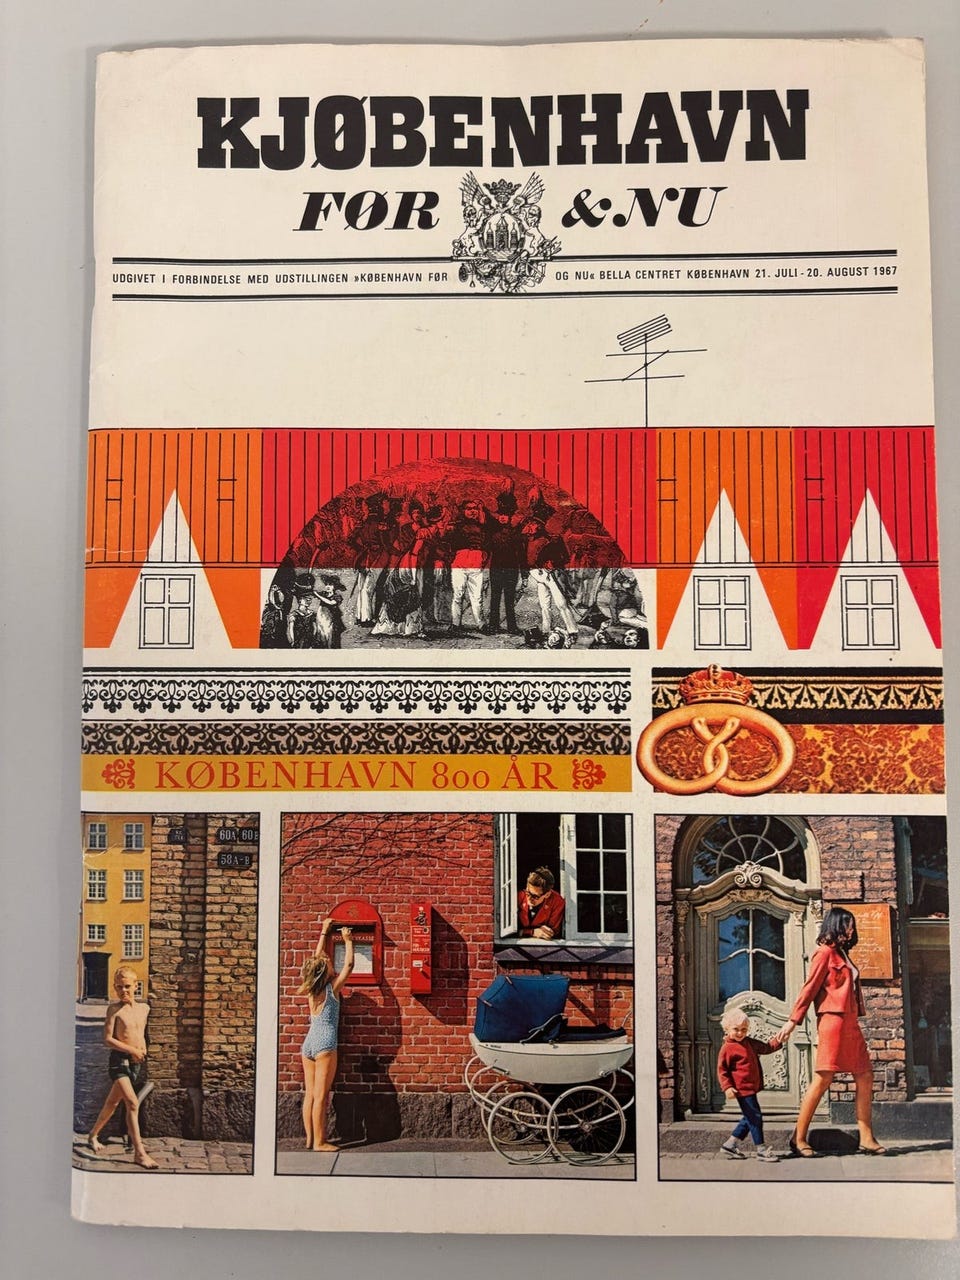 KJØBENHAVN
FØR & NU
UDGIVET I FORBINDELSE MED UDSTILLINGEN »KØBENHAVN FØR OG NU« BELLA CENTRET KØBENHAVN 21. JULI - 20. AUGUST 1967
KØBENHAVN 800 ÅR
60A, 60B
58A-B